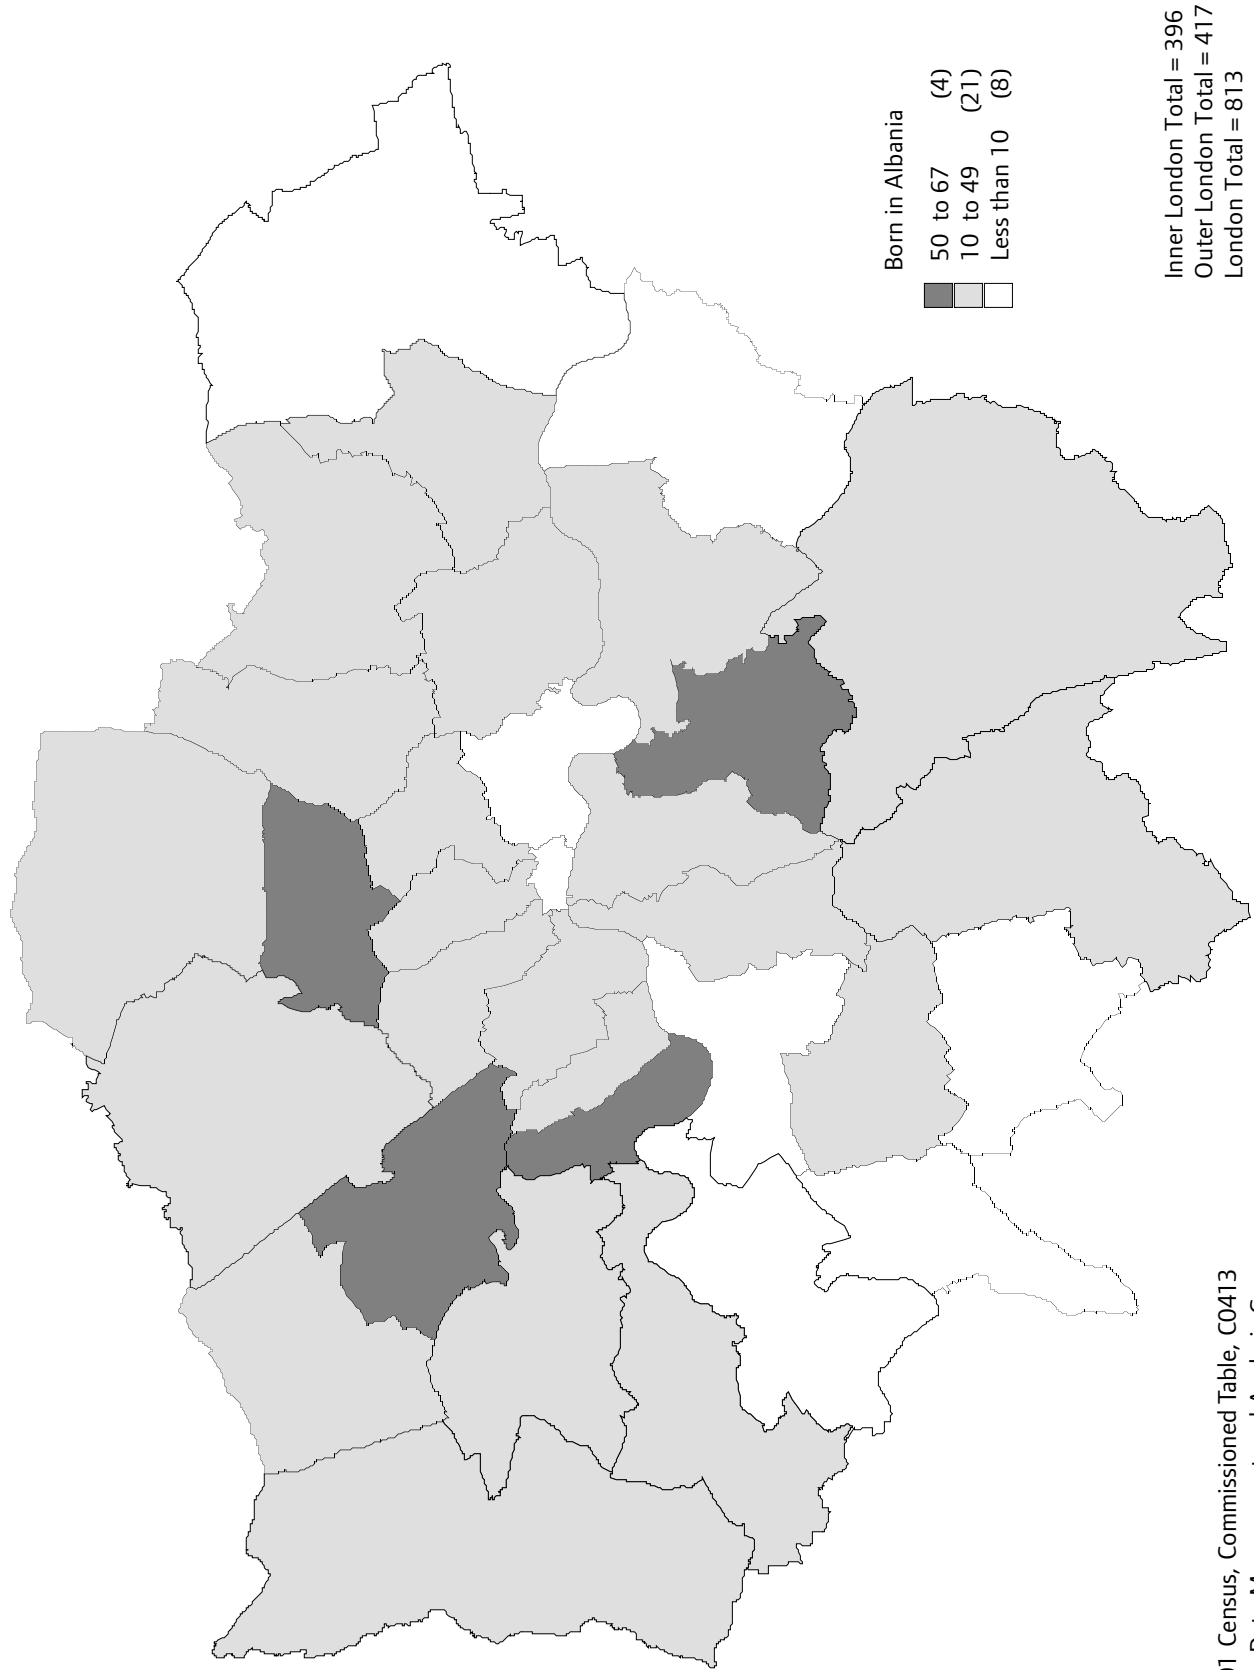 Born in Albania
50 to 67 (4)
10 to 49 (21)
Less than 10 (8)
Inner London Total = 396
Outer London Total = 417
London Total = 813
Census, Commissioned Table, C0413